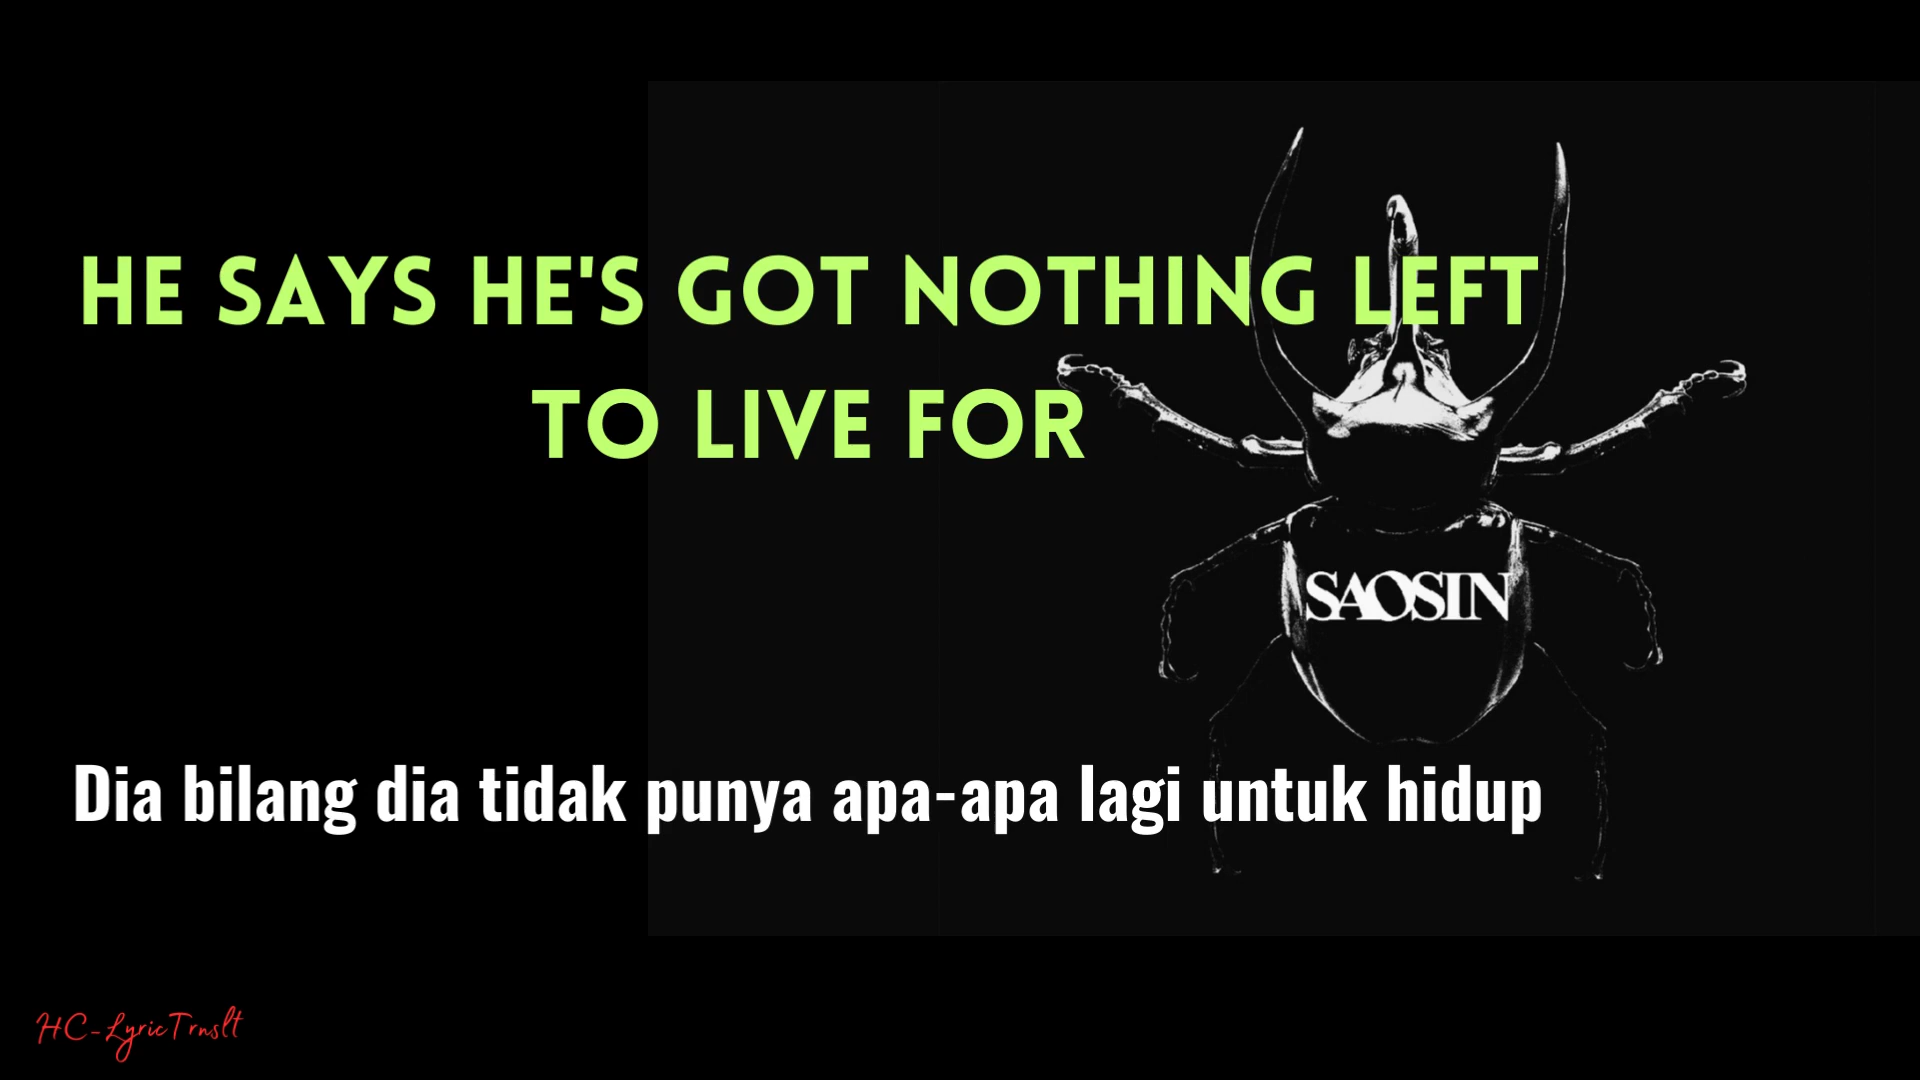 HE SAYS HE'S GOT NOTHING LEFT
TO LIVE FOR
SAOSIN
Dia bilang dia tidak punya apa-apa lagi untuk hidup
HC-LyricTrnslt